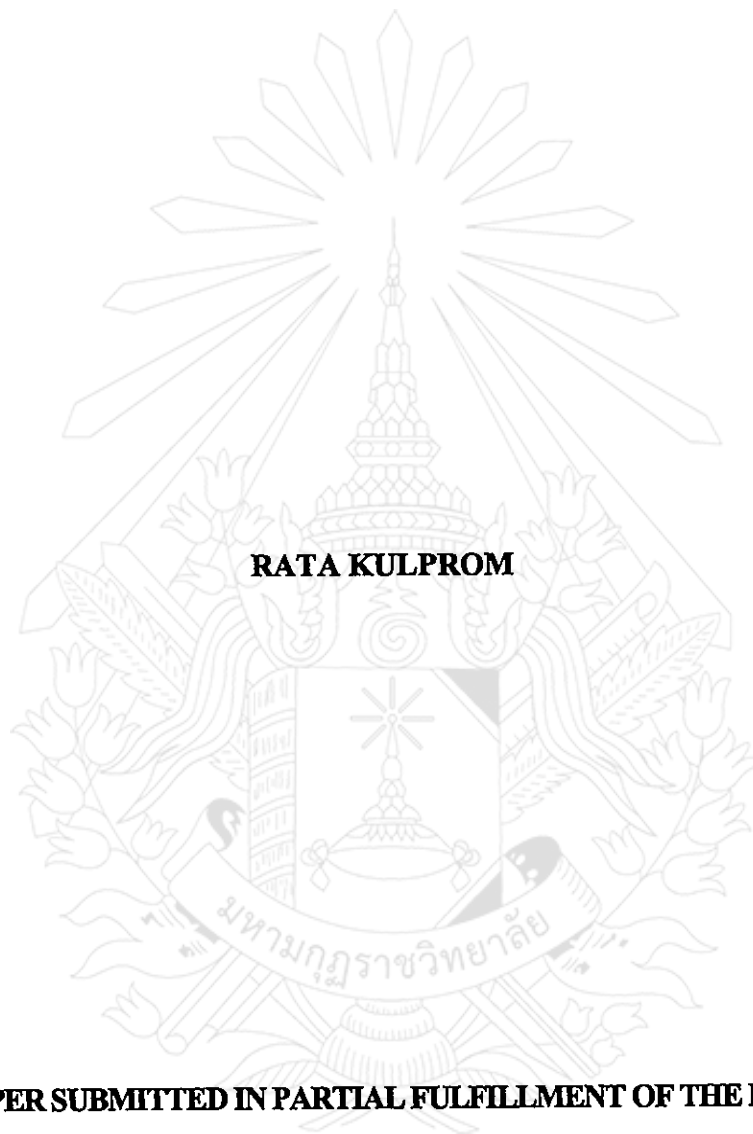 RATA KULPROM
มหามกุฏราชวิทยาลัย
PER SUBMITTED IN PARTIAL FULFILLMENT OF THE